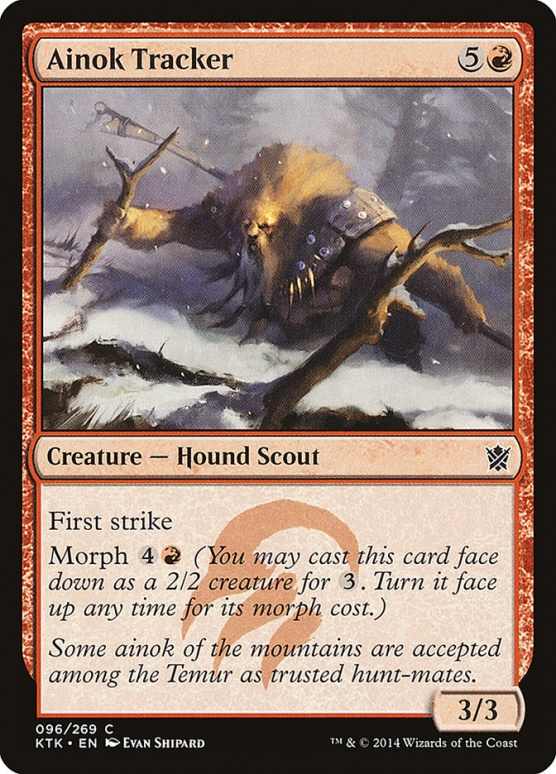 Ainok Tracker 5
Creature — Hound Scout
First strike
Morph 4 (You may cast this card face
down as a 2/2 creature for 3. Turn it face
up any time for its morph cost.)
Some ainok of the mountains are accepted
among the Temur as trusted hunt-mates.
3/3
096/269 C
KTK • EN Evan Shipard
™ & © 2014 Wizards of the Coast